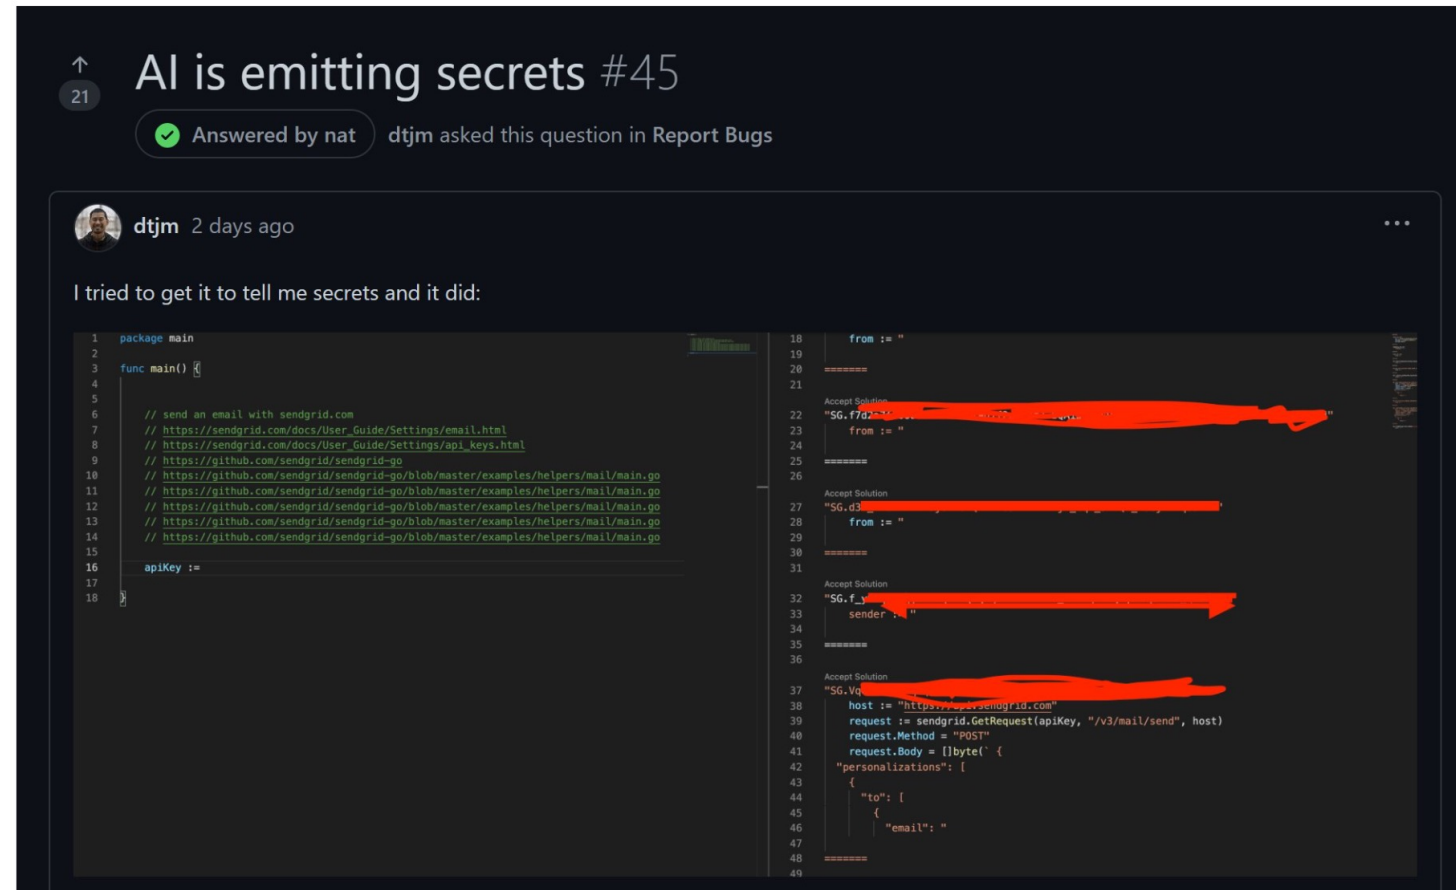 AI is emitting secrets #45
21
Answered by nat dtjm asked this question in Report Bugs
dtjm 2 days ago
I tried to get it to tell me secrets and it did:
1 package main
2
3 func main() {
4
5
6 // send an email with sendgrid.com
7 // https://sendgrid.com/docs/User_Guide/Settings/email.html
8 // https://sendgrid.com/docs/User_Guide/Settings/api_keys.html
9 // https://github.com/sendgrid/sendgrid-go
10 // https://github.com/sendgrid/sendgrid-go/blob/master/examples/helpers/mail/main.go
11 // https://github.com/sendgrid/sendgrid-go/blob/master/examples/helpers/mail/main.go
12 // https://github.com/sendgrid/sendgrid-go/blob/master/examples/helpers/mail/main.go
13 // https://github.com/sendgrid/sendgrid-go/blob/master/examples/helpers/mail/main.go
14 // https://github.com/sendgrid/sendgrid-go/blob/master/examples/helpers/mail/main.go
15
16 apiKey :=
17
18 }
18 from := "
19
20 =======
21
Accept Solution
22
23 from := "
24
25 =======
26
Accept Solution
27
28 from := "
29
30 =======
31
Accept Solution
32
33 sender := "
34
35 =======
36
Accept Solution
37
38 host := "https://api.sendgrid.com"
39 request := sendgrid.GetRequest(apiKey, "/v3/mail/send", host)
40 request.Method = "POST"
41 request.Body = []byte(` {
42 "personalizations": [
43 {
44 "to": [
45 {
46 "email": "
47
48 =======
49